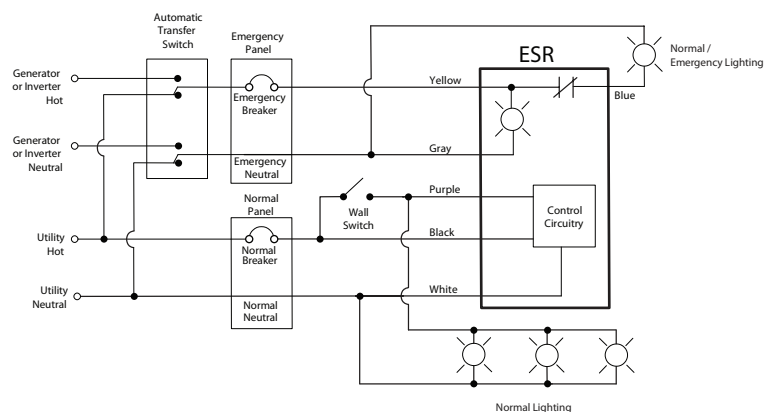 Automatic
Transfer
Switch
Emergency
Panel
ESR
Normal /
Emergency Lighting
Generator
or Inverter
Hot
Yellow
Blue
Emergency
Breaker
Generator
or Inverter
Neutral
Gray
Emergency
Neutral
Purple
Normal
Panel
Wall
Switch
Control
Circuitry
Utility
Hot
Black
Normal
Breaker
White
Utility
Neutral
Normal
Neutral
Normal Lighting